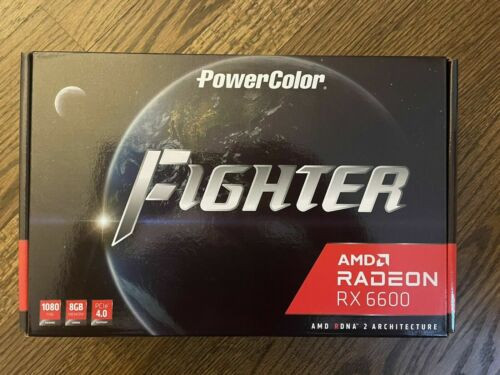 PowerColor
FIGHTER
AMD
RADEON
RX 6600
1080
8GB
PCIe
4.0
AMD RDNA 2 ARCHITECTURE